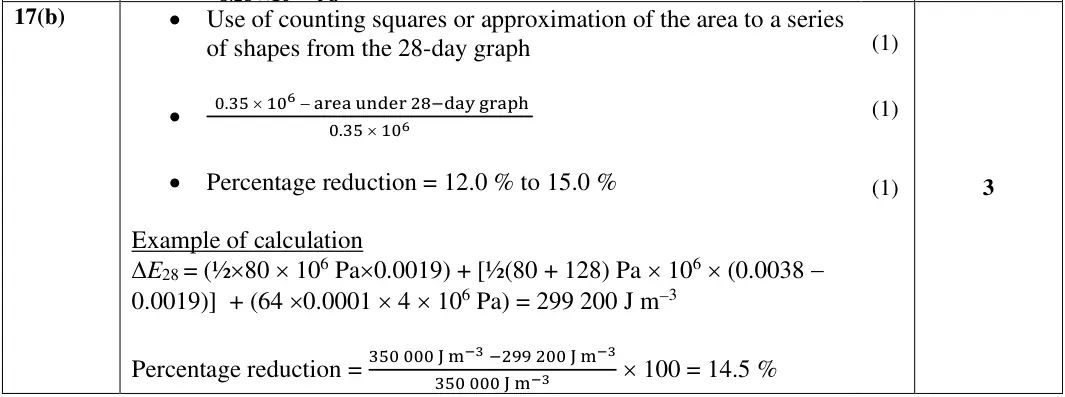 17(b)
• Use of counting squares or approximation of the area to a series (1)
of shapes from the 28-day graph
• 0.35 × 10⁶ – area under 28−day graph (1)
0.35 × 10⁶
• Percentage reduction = 12.0 % to 15.0 % (1) 3
Example of calculation
ΔE₂₈ = (½×80 × 10⁶ Pa×0.0019) + [½(80 + 128) Pa × 10⁶ × (0.0038 –
0.0019)] + (64 ×0.0001 × 4 × 10⁶ Pa) = 299 200 J m⁻³
Percentage reduction = 350 000 J m⁻³ −299 200 J m⁻³ × 100 = 14.5 %
350 000 J m⁻³